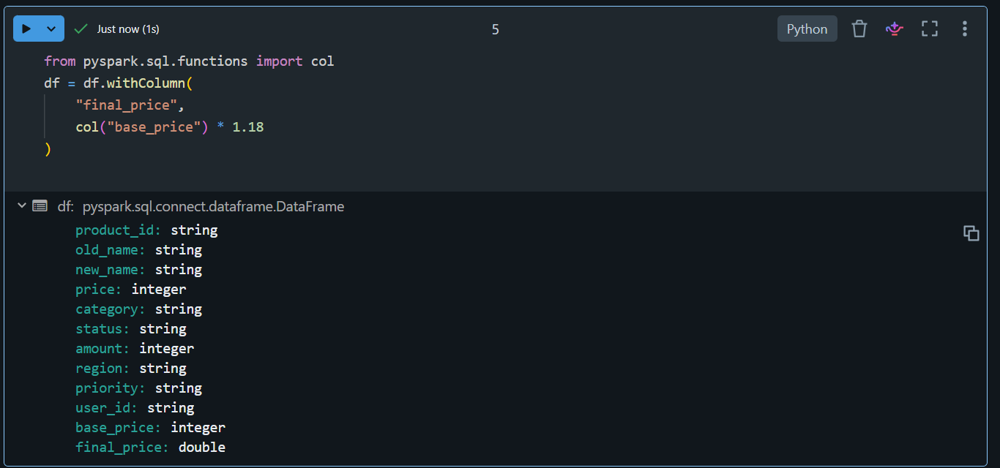 Just now (1s)
5
Python
from pyspark.sql.functions import col
df = df.withColumn(
"final_price",
col("base_price") * 1.18
)
df: pyspark.sql.connect.dataframe.DataFrame
product_id: string
old_name: string
new_name: string
price: integer
category: string
status: string
amount: integer
region: string
priority: string
user_id: string
base_price: integer
final_price: double